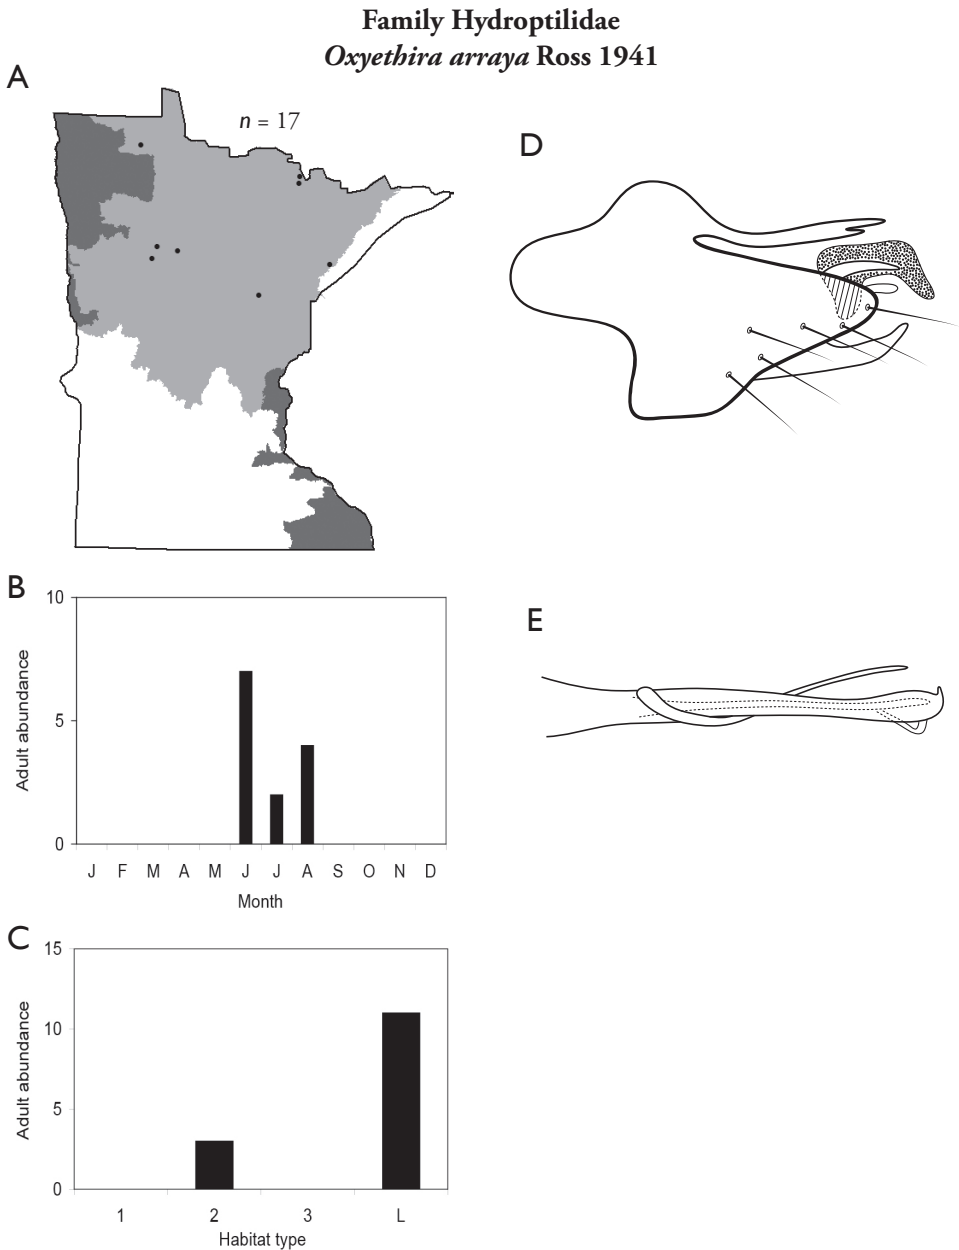 Family Hydroptilidae
Oxyethira arraya Ross 1941
A
n = 17
D
B
10
5
0
Adult abundance
J F M A M J J A S O N D
Month
E
C
15
10
5
0
Adult abundance
1 2 3 L
Habitat type